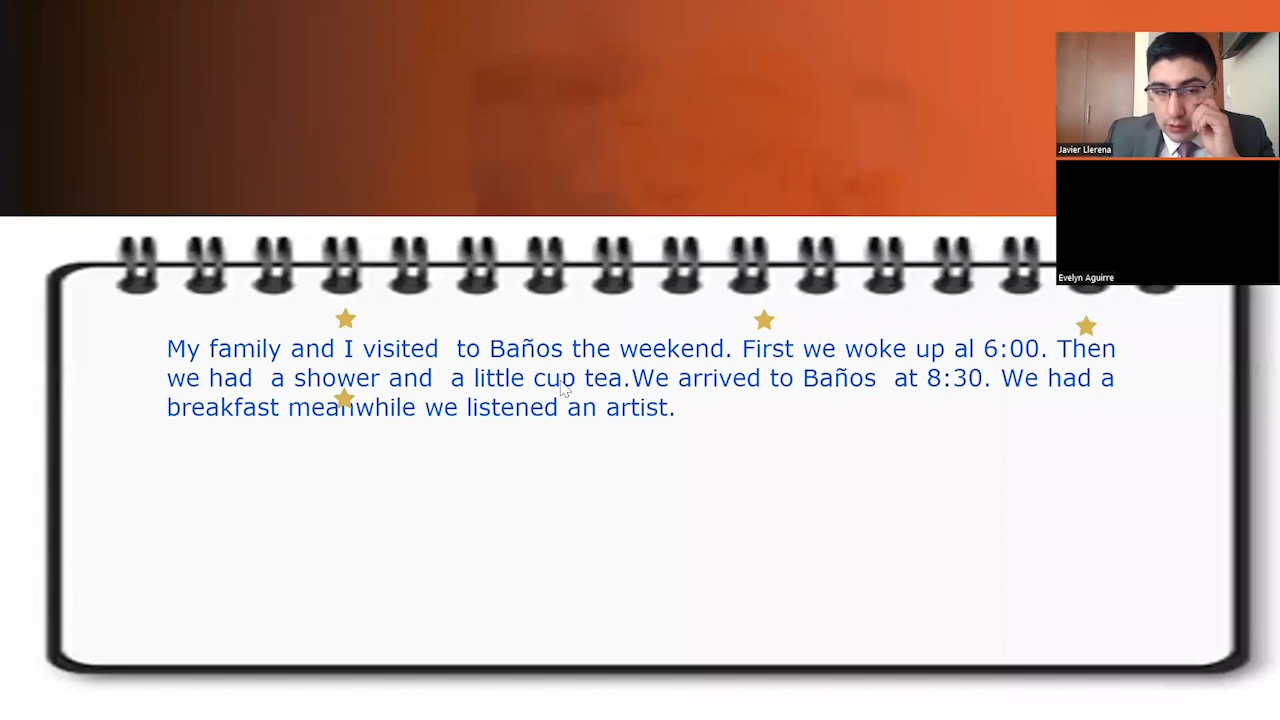 Javier Llerena
Evelyn Aguirre
My family and I visited to Baños the weekend. First we woke up al 6:00. Then
we had a shower and a little cup tea.We arrived to Baños at 8:30. We had a
breakfast meanwhile we listened an artist.